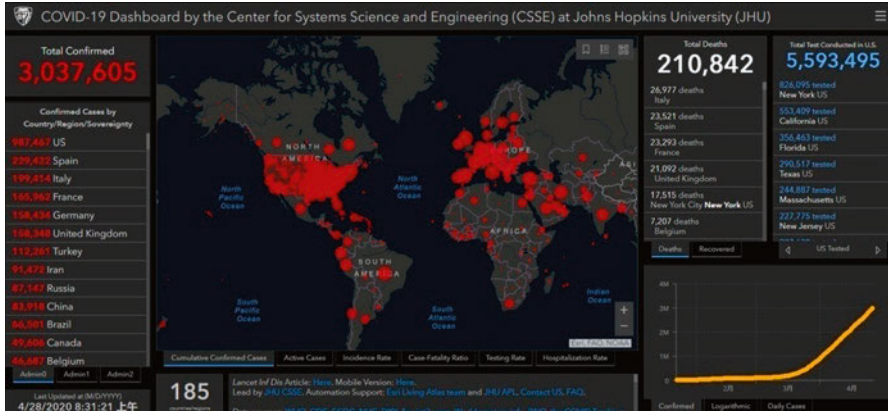 COVID-19 Dashboard by the Center for Systems Science and Engineering (CSSE) at Johns Hopkins University (JHU)
Total Confirmed
3,037,605
Confirmed Cases by
Country/Region/Sovereignty
987,467 US
229,422 Spain
199,414 Italy
165,962 France
158,434 Germany
158,348 United Kingdom
112,261 Turkey
91,472 Iran
87,147 Russia
83,918 China
66,501 Brazil
49,606 Canada
46,687 Belgium
Admin0
Admin1
Admin2
Last Updated at (M/D/YYYY)
4/28/2020 8:31:21 上午
NORTH
AMERICA
EUROPE
ASI
North
Pacific
Ocean
North
Atlantic
Ocean
AFRICA
SOUTH
AMERICA
South
Pacific
Ocean
South
Atlantic
Ocean
Indian
Ocean
+
−
Esri, FAO, NOAA
Cumulative Confirmed Cases
Active Cases
Incidence Rate
Case-Fatality Ratio
Testing Rate
Hospitalization Rate
185
countries/regions
Lancet Inf Dis Article: Here. Mobile Version: Here.
Lead by JHU CSSE. Automation Support: Esri Living Atlas team and JHU APL. Contact US. FAQ.
Total Deaths
210,842
26,977 deaths
Italy
23,521 deaths
Spain
23,293 deaths
France
21,092 deaths
United Kingdom
17,515 deaths
New York City New York US
7,207 deaths
Belgium
Deaths
Recovered
Total Test Conducted in U.S.
5,593,495
826,095 tested
New York US
553,409 tested
California US
356,463 tested
Florida US
290,517 tested
Texas US
244,887 tested
Massachusetts US
227,775 tested
New Jersey US
US Tested
4M
3M
2M
1M
0
2月
3月
4月
Confirmed
Logarithmic
Daily Cases